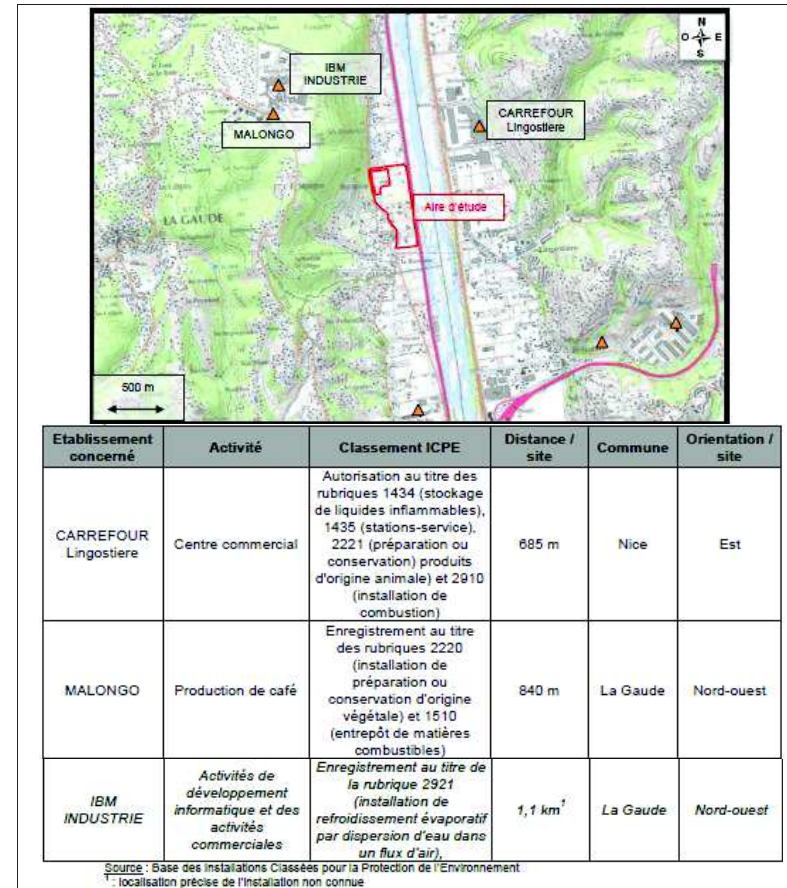 N
O E
S
IBM
INDUSTRIE
MALONGO
CARREFOUR
Lingostiere
Aire d'étude
LA GAUDE
500 m
Etablissement concerné
Activité
Classement ICPE
Distance / site
Commune
Orientation / site
CARREFOUR
Lingostiere
Centre commercial
Autorisation au titre des
rubriques 1434 (stockage
de liquides inflammables),
1435 (stations-service),
2221 (préparation ou
conservation) produits
d'origine animale) et 2910
(installation de
combustion)
685 m
Nice
Est
MALONGO
Production de café
Enregistrement au titre
des rubriques 2220
(installation de
préparation ou
conservation d'origine
végétale) et 1510
(entrepôt de matières
combustibles)
840 m
La Gaude
Nord-ouest
IBM
INDUSTRIE
Activités de
développement
informatique et des
activités
commerciales
Enregistrement au titre de
la rubrique 2921
(installation de
refroidissement évaporatif
par dispersion d'eau dans
un flux d'air),
1,1 km¹
La Gaude
Nord-ouest
Source : Base des Installations Classées pour la Protection de l'Environnement
¹ : localisation précise de l'installation non connue